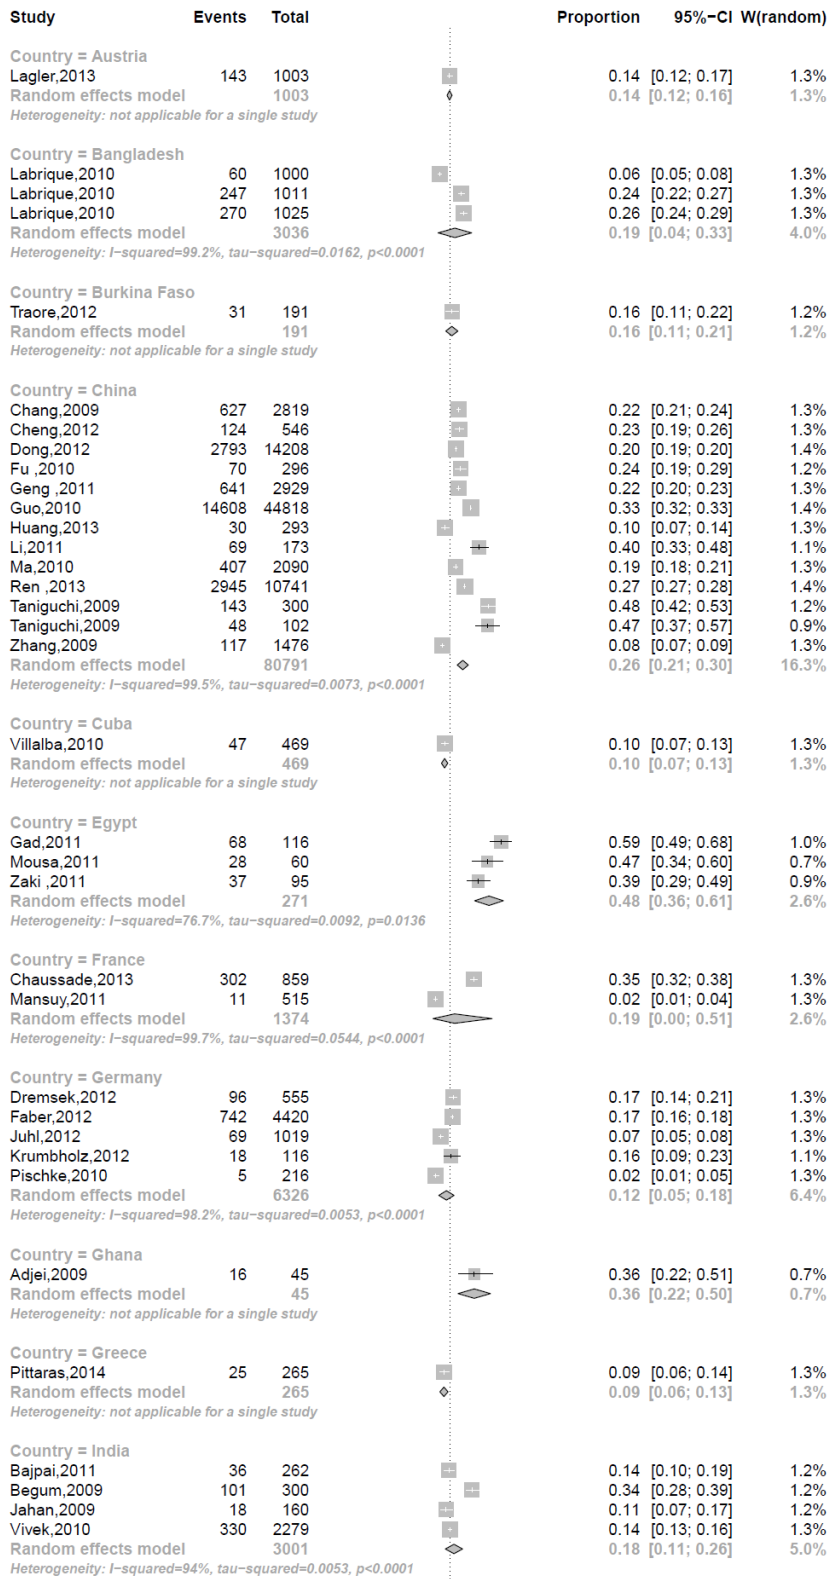 Study Events Total Proportion 95%−CI W(random)
Country = Austria
Lagler,2013 143 1003 0.14 [0.12; 0.17] 1.3%
Random effects model 1003 0.14 [0.12; 0.16] 1.3%
Heterogeneity: not applicable for a single study
Country = Bangladesh
Labrique,2010 60 1000 0.06 [0.05; 0.08] 1.3%
Labrique,2010 247 1011 0.24 [0.22; 0.27] 1.3%
Labrique,2010 270 1025 0.26 [0.24; 0.29] 1.3%
Random effects model 3036 0.19 [0.04; 0.33] 4.0%
Heterogeneity: I−squared=99.2%, tau−squared=0.0162, p<0.0001
Country = Burkina Faso
Traore,2012 31 191 0.16 [0.11; 0.22] 1.2%
Random effects model 191 0.16 [0.11; 0.21] 1.2%
Heterogeneity: not applicable for a single study
Country = China
Chang,2009 627 2819 0.22 [0.21; 0.24] 1.3%
Cheng,2012 124 546 0.23 [0.19; 0.26] 1.3%
Dong,2012 2793 14208 0.20 [0.19; 0.20] 1.4%
Fu ,2010 70 296 0.24 [0.19; 0.29] 1.2%
Geng ,2011 641 2929 0.22 [0.20; 0.23] 1.3%
Guo,2010 14608 44818 0.33 [0.32; 0.33] 1.4%
Huang,2013 30 293 0.10 [0.07; 0.14] 1.3%
Li,2011 69 173 0.40 [0.33; 0.48] 1.1%
Ma,2010 407 2090 0.19 [0.18; 0.21] 1.3%
Ren ,2013 2945 10741 0.27 [0.27; 0.28] 1.4%
Taniguchi,2009 143 300 0.48 [0.42; 0.53] 1.2%
Taniguchi,2009 48 102 0.47 [0.37; 0.57] 0.9%
Zhang,2009 117 1476 0.08 [0.07; 0.09] 1.3%
Random effects model 80791 0.26 [0.21; 0.30] 16.3%
Heterogeneity: I−squared=99.5%, tau−squared=0.0073, p<0.0001
Country = Cuba
Villalba,2010 47 469 0.10 [0.07; 0.13] 1.3%
Random effects model 469 0.10 [0.07; 0.13] 1.3%
Heterogeneity: not applicable for a single study
Country = Egypt
Gad,2011 68 116 0.59 [0.49; 0.68] 1.0%
Mousa,2011 28 60 0.47 [0.34; 0.60] 0.7%
Zaki ,2011 37 95 0.39 [0.29; 0.49] 0.9%
Random effects model 271 0.48 [0.36; 0.61] 2.6%
Heterogeneity: I−squared=76.7%, tau−squared=0.0092, p=0.0136
Country = France
Chaussade,2013 302 859 0.35 [0.32; 0.38] 1.3%
Mansuy,2011 11 515 0.02 [0.01; 0.04] 1.3%
Random effects model 1374 0.19 [0.00; 0.51] 2.6%
Heterogeneity: I−squared=99.7%, tau−squared=0.0544, p<0.0001
Country = Germany
Dremsek,2012 96 555 0.17 [0.14; 0.21] 1.3%
Faber,2012 742 4420 0.17 [0.16; 0.18] 1.3%
Juhl,2012 69 1019 0.07 [0.05; 0.08] 1.3%
Krumbholz,2012 18 116 0.16 [0.09; 0.23] 1.1%
Pischke,2010 5 216 0.02 [0.01; 0.05] 1.3%
Random effects model 6326 0.12 [0.05; 0.18] 6.4%
Heterogeneity: I−squared=98.2%, tau−squared=0.0053, p<0.0001
Country = Ghana
Adjei,2009 16 45 0.36 [0.22; 0.51] 0.7%
Random effects model 45 0.36 [0.22; 0.50] 0.7%
Heterogeneity: not applicable for a single study
Country = Greece
Pittaras,2014 25 265 0.09 [0.06; 0.14] 1.3%
Random effects model 265 0.09 [0.06; 0.13] 1.3%
Heterogeneity: not applicable for a single study
Country = India
Bajpai,2011 36 262 0.14 [0.10; 0.19] 1.2%
Begum,2009 101 300 0.34 [0.28; 0.39] 1.2%
Jahan,2009 18 160 0.11 [0.07; 0.17] 1.2%
Vivek,2010 330 2279 0.14 [0.13; 0.16] 1.3%
Random effects model 3001 0.18 [0.11; 0.26] 5.0%
Heterogeneity: I−squared=94%, tau−squared=0.0053, p<0.0001